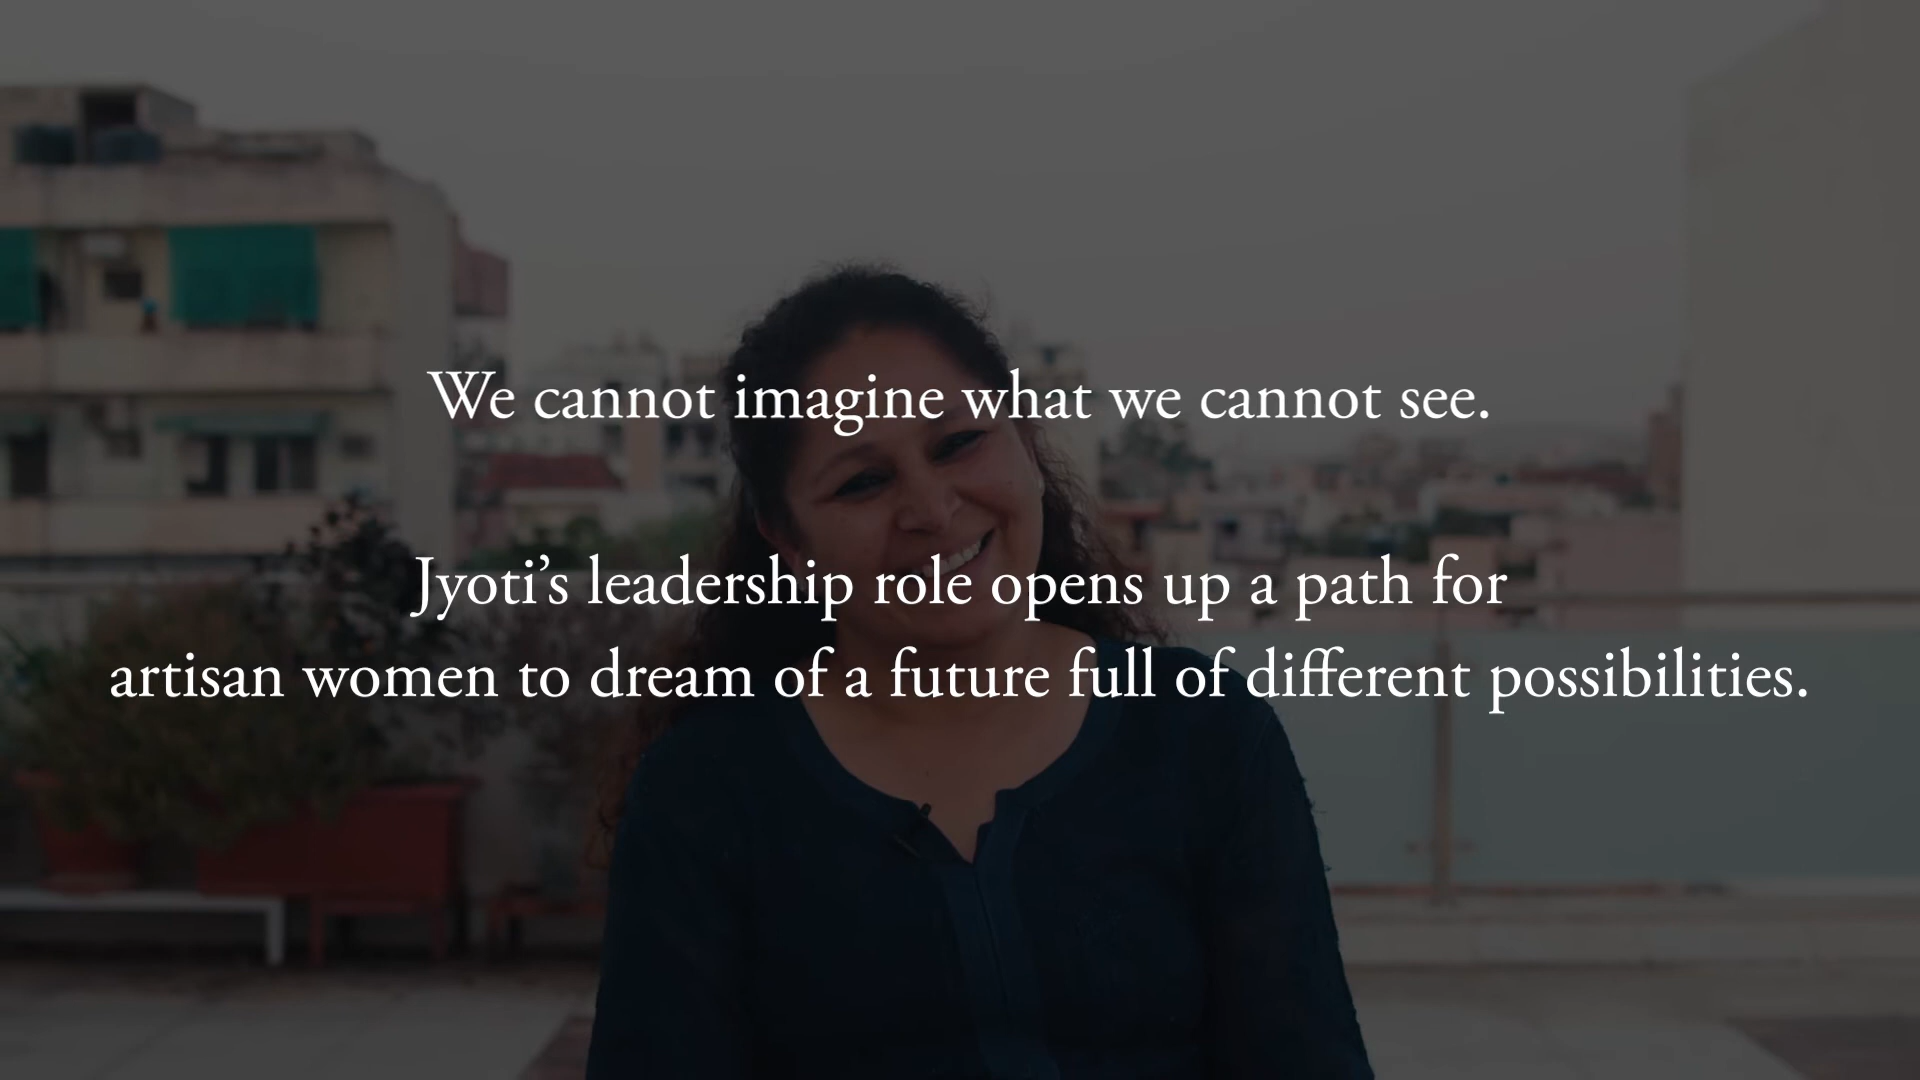 We cannot imagine what we cannot see.
Jyoti’s leadership role opens up a path for
artisan women to dream of a future full of different possibilities.